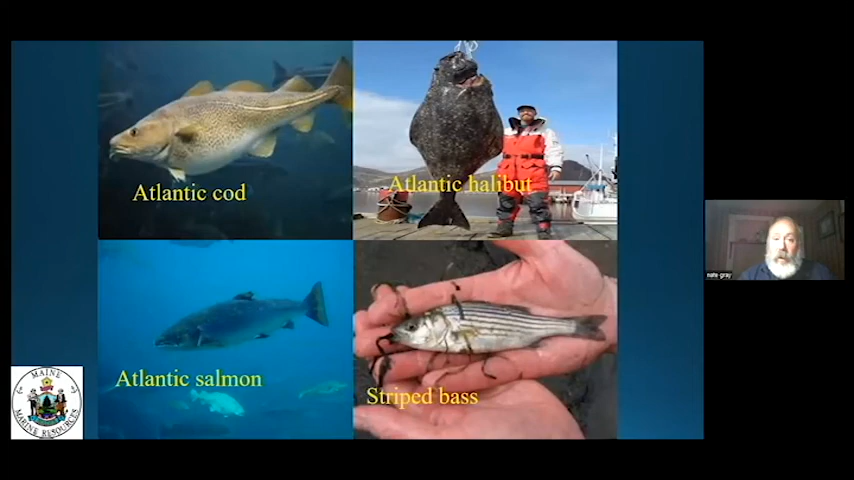 Atlantic cod
Atlantic halibut
Atlantic salmon
Striped bass
MAINE
MARINE RESOURCES
nate gray